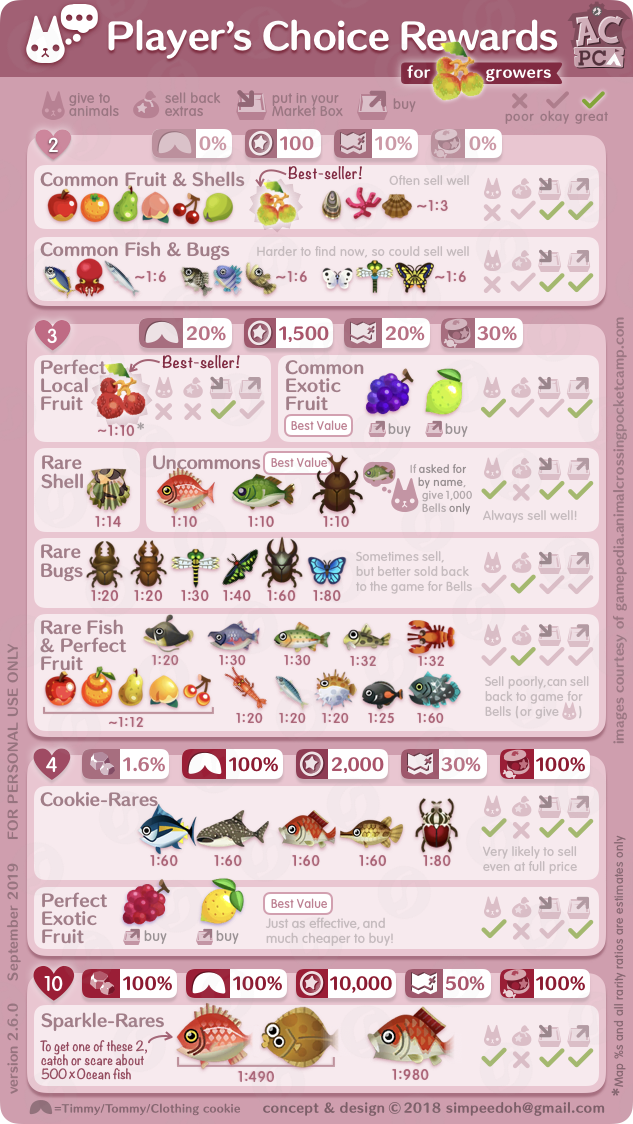 Player's Choice Rewards
AC
PC
for growers
give to animals
sell back extras
put in your Market Box
buy
poor okay great
2
0%
100
10%
0%
Common Fruit & Shells
Best-seller!
Often sell well
~1:3
Common Fish & Bugs
Harder to find now, so could sell well
~1:6
~1:6
~1:6
3
20%
1,500
20%
30%
Perfect
Local
Fruit
Best-seller!
~1:10*
Common
Exotic
Fruit
Best Value
buy
buy
Rare
Shell
1:14
Uncommons
Best Value
1:10
1:10
1:10
If asked for
by name,
give 1,000
Bells only
Always sell well!
Rare
Bugs
1:20
1:20
1:30
1:40
1:60
1:80
Sometimes sell,
but better sold back
to the game for Bells
Rare Fish
& Perfect
Fruit
1:20
1:30
1:30
1:32
1:32
~1:12
1:20
1:20
1:20
1:25
1:60
Sell poorly,can sell
back to game for
Bells (or give )
4
1.6%
100%
2,000
30%
100%
Cookie-Rares
1:60
1:60
1:60
1:60
1:80
Very likely to sell
even at full price
Perfect
Exotic
Fruit
buy
buy
Best Value
Just as effective, and
much cheaper to buy!
10
100%
100%
10,000
50%
100%
Sparkle-Rares
To get one of these 2,
catch or scare about
500 x Ocean fish
1:490
1:980
=Timmy/Tommy/Clothing cookie
concept & design © 2018 simpeedoh@gmail.com
version 2.6.0 September 2019 FOR PERSONAL USE ONLY
images courtesy of gamepedia.animalcrossingpocketcamp.com
*Map %s and all rarity ratios are estimates only